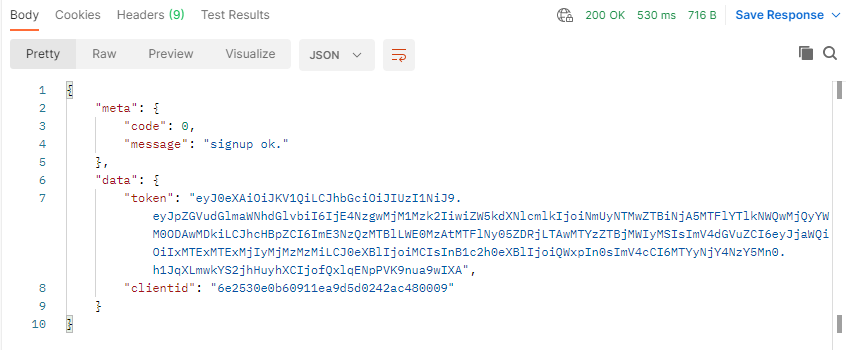 Body Cookies Headers (9) Test Results 200 OK 530 ms 716 B Save Response
Pretty Raw Preview Visualize JSON
1 {
2 "meta": {
3 "code": 0,
4 "message": "signup ok."
5 },
6 "data": {
7 "token": "eyJ0eXAiOiJKV1QiLCJhbGciOiJIUzI1NiJ9.
eyJpZGVudGlmaWNhdGlvbiI6IjE4NzgwMjM1Mzk2IiwiZW5kdXNlcmlkIjoiNmUyNTMwZTBiNjA5MTFlYTlkNWQwMjQyYW
M0ODAwMDkiLCJhcHBpZCI6ImE3NzQzMTBlLWE0MzAtMTFlNy05ZDRjLTAwMTYzZTBjMWIyMSIsImV4dGVuZCI6eyJjaWQi
OiIxMTExMTExMjIyMjMzMzMiLCJ0eXBlIjoiMCIsInB1c2h0eXBlIjoiQWxpIn0sImV4cCI6MTYyNjY4NzY5Mn0.
h1JqXLmwkYS2jhHuyhXCIjofQxlqENpPVK9nua9wIXA",
8 "clientid": "6e2530e0b60911ea9d5d0242ac480009"
9 }
10 }